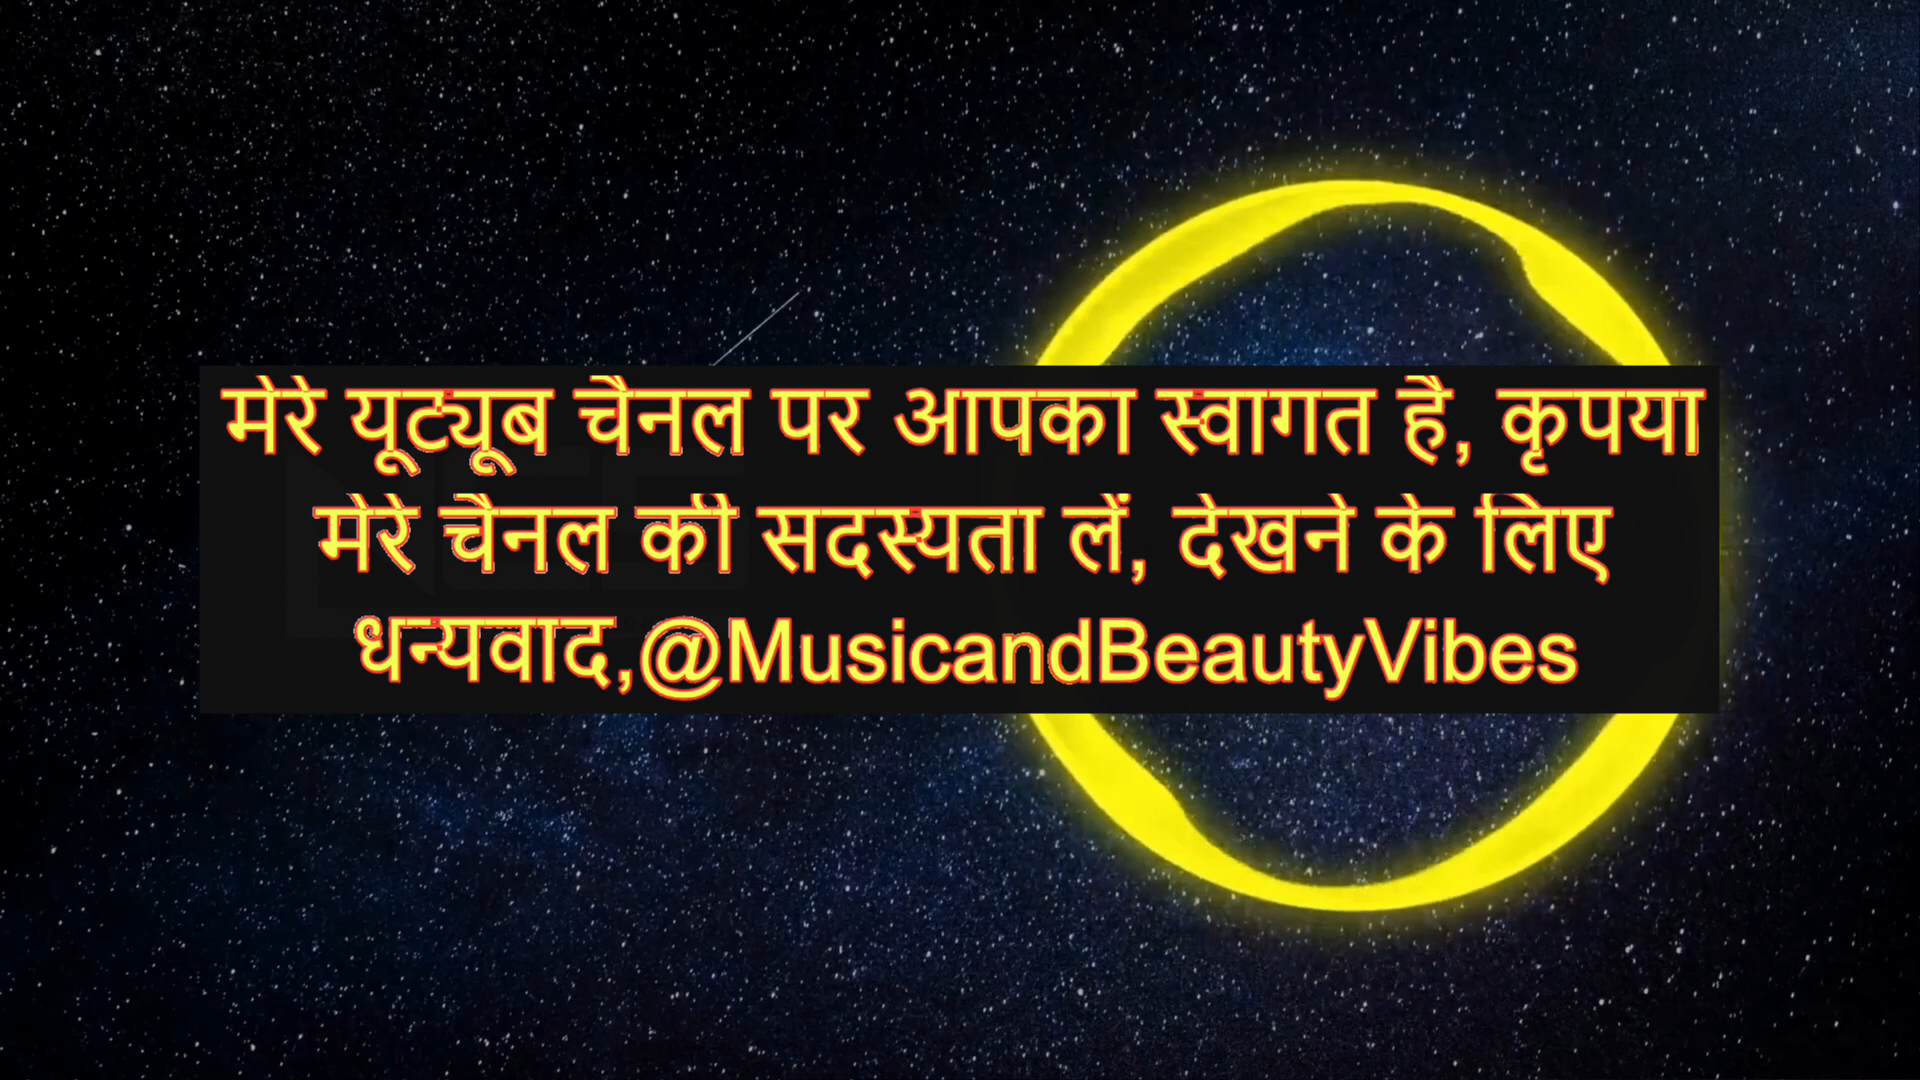 मेरे यूट्यूब चैनल पर आपका स्वागत है, कृपया
मेरे चैनल की सदस्यता लें, देखने के लिए
धन्यवाद,@MusicandBeautyVibes